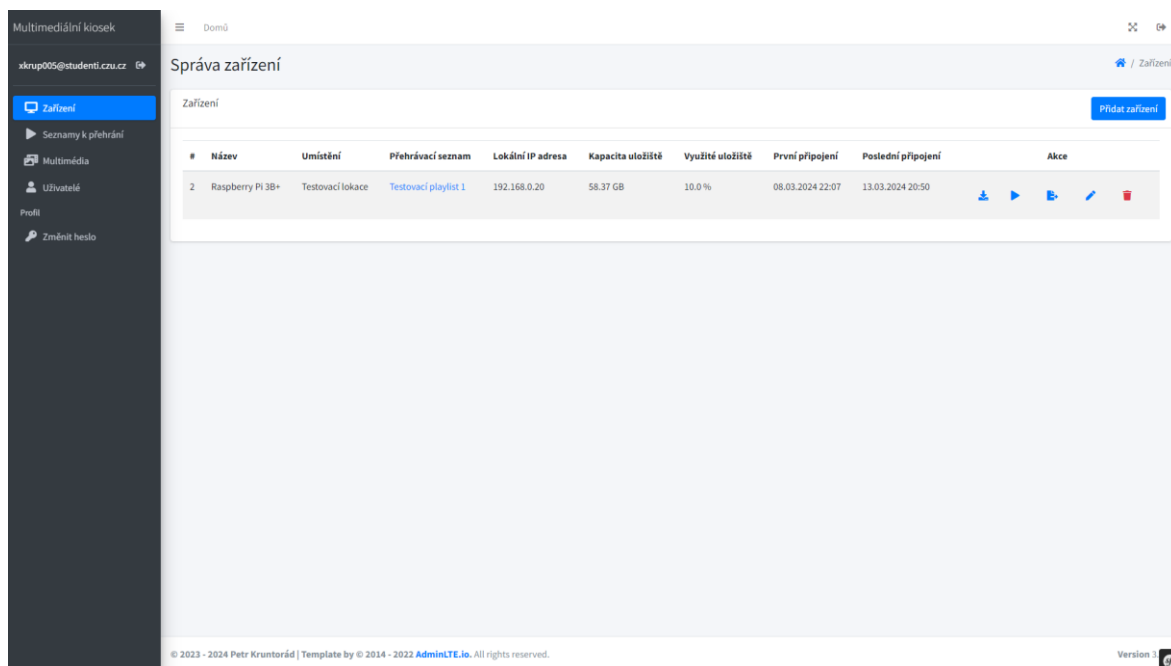 Multimediální kiosek
Domů
xkrup005@studenti.czu.cz
Správa zařízení
/ Zařízení
Zařízení
Seznamy k přehrání
Multimédia
Uživatelé
Profil
Změnit heslo
Zařízení
Přidat zařízení
# Název Umístění Přehrávací seznam Lokální IP adresa Kapacita uložiště Využité uložiště První připojení Poslední připojení Akce
2 Raspberry Pi 3B+ Testovací lokace Testovací playlist 1 192.168.0.20 58.37 GB 10.0 % 08.03.2024 22:07 13.03.2024 20:50
© 2023 - 2024 Petr Kruntorád | Template by © 2014 - 2022 AdminLTE.io. All rights reserved.
Version 3.